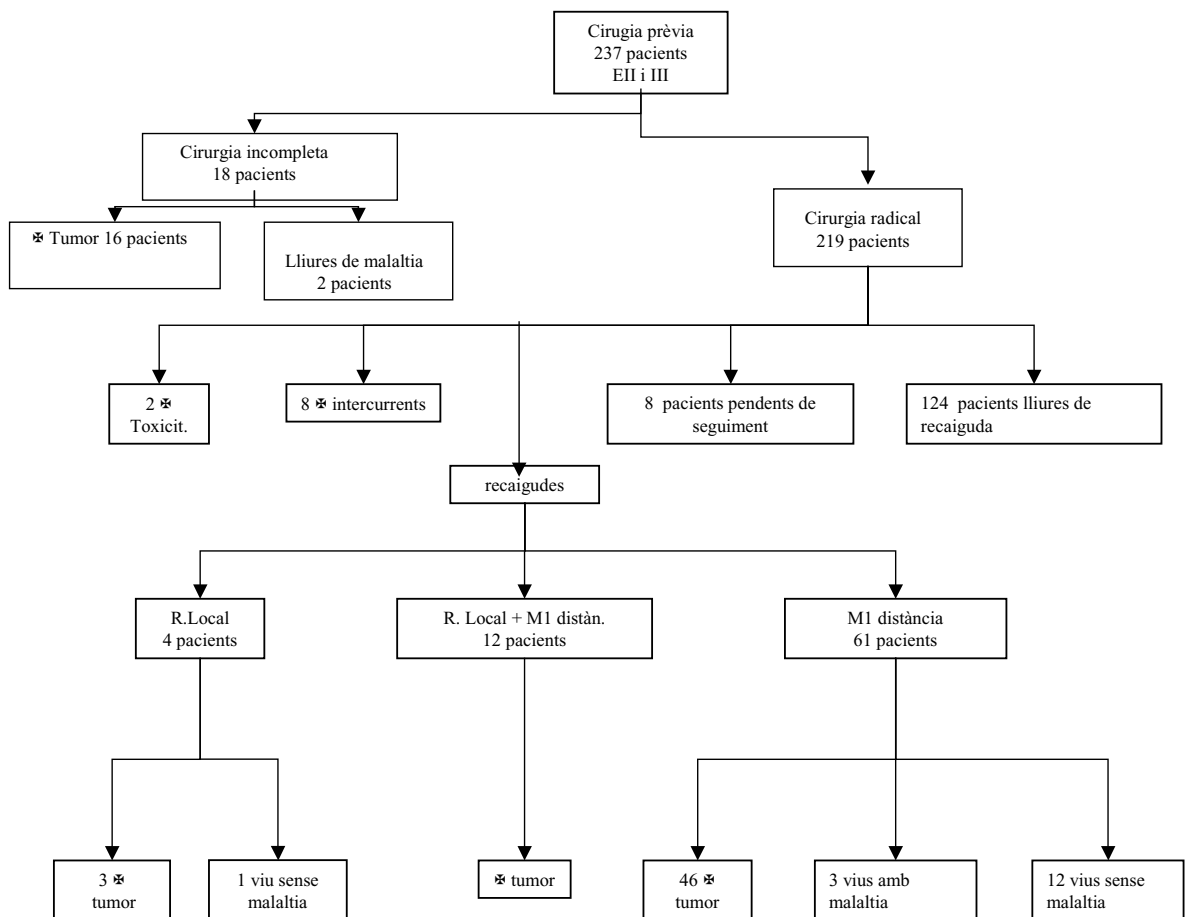 Cirugia prèvia
237 pacients
EII i III
Cirurgia incompleta
18 pacients
Cirurgia radical
219 pacients
✠ Tumor 16 pacients
Lliures de malaltia
2 pacients
2 ✠
Toxicit.
8 ✠ intercurrents
8 pacients pendents de
seguiment
124 pacients lliures de
recaiguda
recaigudes
R.Local
4 pacients
R. Local + M1 distàn.
12 pacients
M1 distància
61 pacients
3 ✠
tumor
1 viu sense
malaltia
✠ tumor
46 ✠
tumor
3 vius amb
malaltia
12 vius sense
malaltia